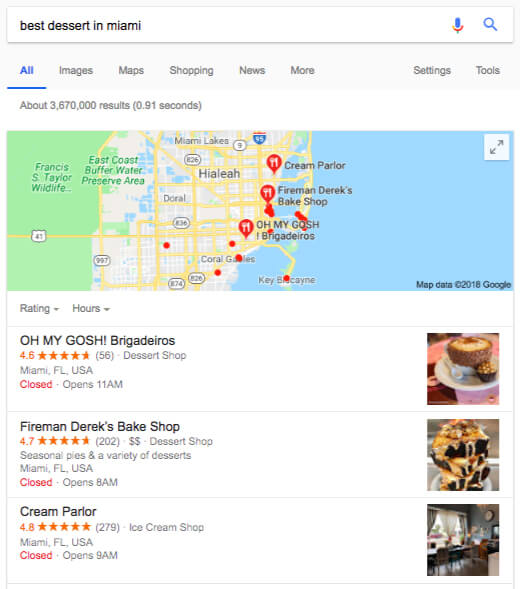 best dessert in miami
All Images Maps Shopping News More Settings Tools
About 3,670,000 results (0.91 seconds)
Miami Lakes
9
95
826
East Coast
Buffer Water
Preserve Area
Francis
S. Taylor
Wildlife...
Hialeah
Cream Parlor
Doral
Fireman Derek's
Bake Shop
836
OH MY GOSH
! Brigadeiros
41
997
Coral Gables
874
826
Key Biscayne
Map data ©2018 Google
Rating Hours
OH MY GOSH! Brigadeiros
4.6 (56) · Dessert Shop
Miami, FL, USA
Closed · Opens 11AM
Fireman Derek's Bake Shop
4.7 (202) · $$ · Dessert Shop
Seasonal pies & a variety of desserts
Miami, FL, USA
Closed · Opens 8AM
Cream Parlor
4.8 (279) · Ice Cream Shop
Miami, FL, USA
Closed · Opens 9AM